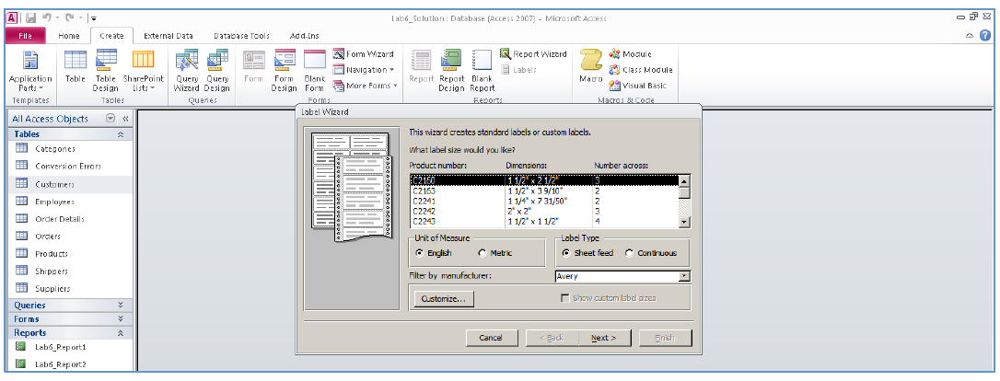 Lab6_Solution : Database (Access 2007) - Microsoft Access
File Home Create External Data Database Tools Add-Ins
Application Parts
Table
Table Design
SharePoint Lists
Query Wizard
Query Design
Form
Form Design
Blank Form
Form Wizard
Navigation
More Forms
Report
Report Design
Blank Report
Report Wizard
Labels
Macro
Module
Class Module
Visual Basic
Templates Tables Queries Forms Reports Macros & Code
All Access Objects
Tables
Categories
Conversion Errors
Customers
Employees
Order Details
Orders
Products
Shippers
Suppliers
Queries
Forms
Reports
Lab6_Report1
Lab6_Report2
Label Wizard
This wizard creates standard labels or custom labels.
What label size would you like?
Product number: Dimensions: Number across:
C2160 1 1/2" x 2 1/2" 3
C2163 1 1/2" x 3 9/10" 2
C2241 1 1/4" x 7 31/50" 2
C2242 2" x 2" 3
C2243 1 1/2" x 1 1/2" 4
Unit of Measure
English Metric
Label Type
Sheet feed Continuous
Filter by manufacturer: Avery
Customize... Show custom label sizes
Cancel < Back Next > Finish